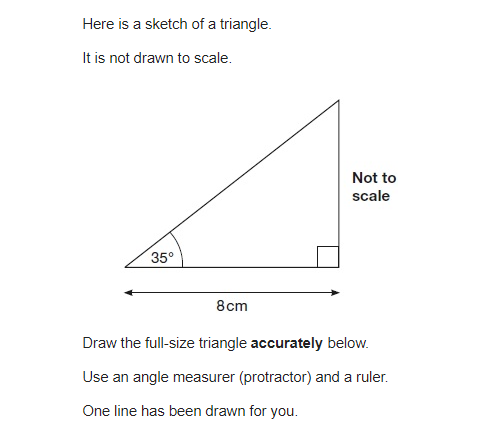 Here is a sketch of a triangle.
It is not drawn to scale.
Not to
scale
35°
8cm
Draw the full-size triangle accurately below.
Use an angle measurer (protractor) and a ruler.
One line has been drawn for you.